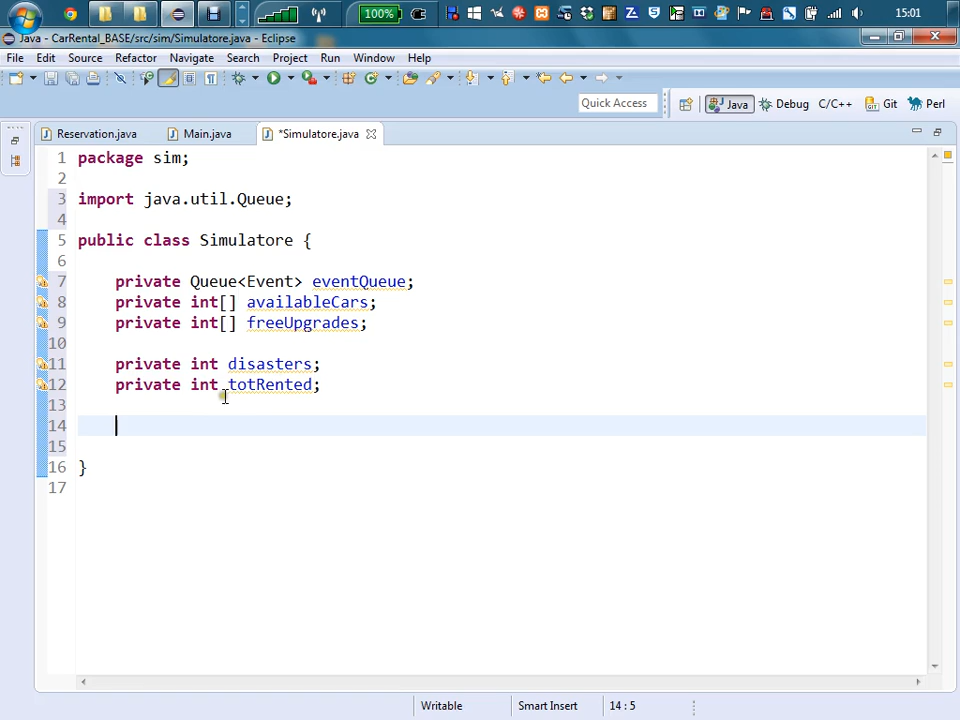 100%
15:01
Java - CarRental_BASE/src/sim/Simulatore.java - Eclipse
File Edit Source Refactor Navigate Search Project Run Window Help
Quick Access
Java Debug C/C++ Git Perl
Reservation.java Main.java *Simulatore.java
1 package sim;
2
3 import java.util.Queue;
4
5 public class Simulatore {
6
7 private Queue<Event> eventQueue;
8 private int[] availableCars;
9 private int[] freeUpgrades;
10
11 private int disasters;
12 private int totRented;
13
14
15
16 }
17
Writable Smart Insert 14 : 5